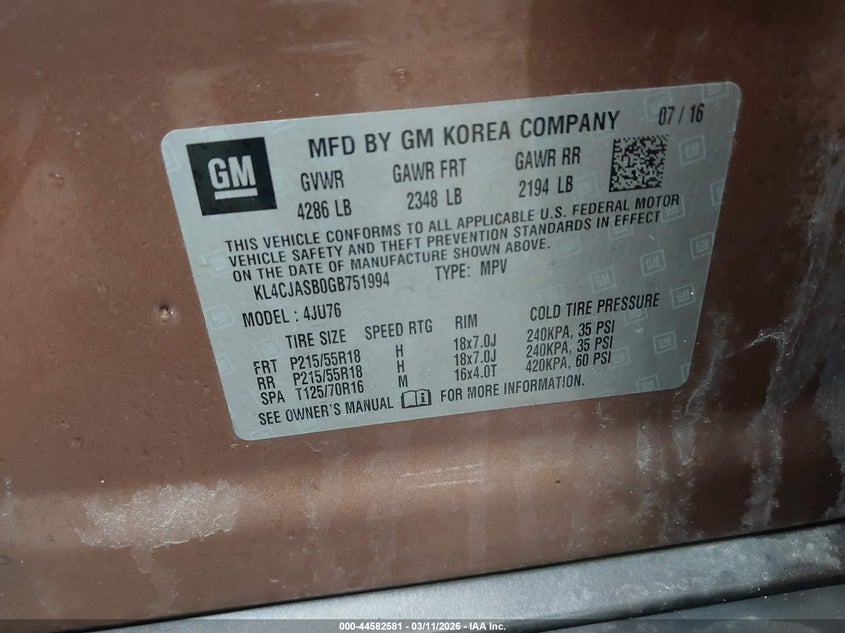 GM
MFD BY GM KOREA COMPANY 07 / 16
GVWR GAWR FRT GAWR RR
4286 LB 2348 LB 2194 LB
THIS VEHICLE CONFORMS TO ALL APPLICABLE U.S. FEDERAL MOTOR
VEHICLE SAFETY AND THEFT PREVENTION STANDARDS IN EFFECT
ON THE DATE OF MANUFACTURE SHOWN ABOVE.
KL4CJASB0GB751994 TYPE: MPV
MODEL : 4JU76
TIRE SIZE SPEED RTG RIM COLD TIRE PRESSURE
FRT P215/55R18 H 18x7.0J 240KPA, 35 PSI
RR P215/55R18 H 18x7.0J 240KPA, 35 PSI
SPA T125/70R16 M 16x4.0T 420KPA, 60 PSI
SEE OWNER'S MANUAL FOR MORE INFORMATION.
000-44582581 - 03/11/2026 - IAA Inc.